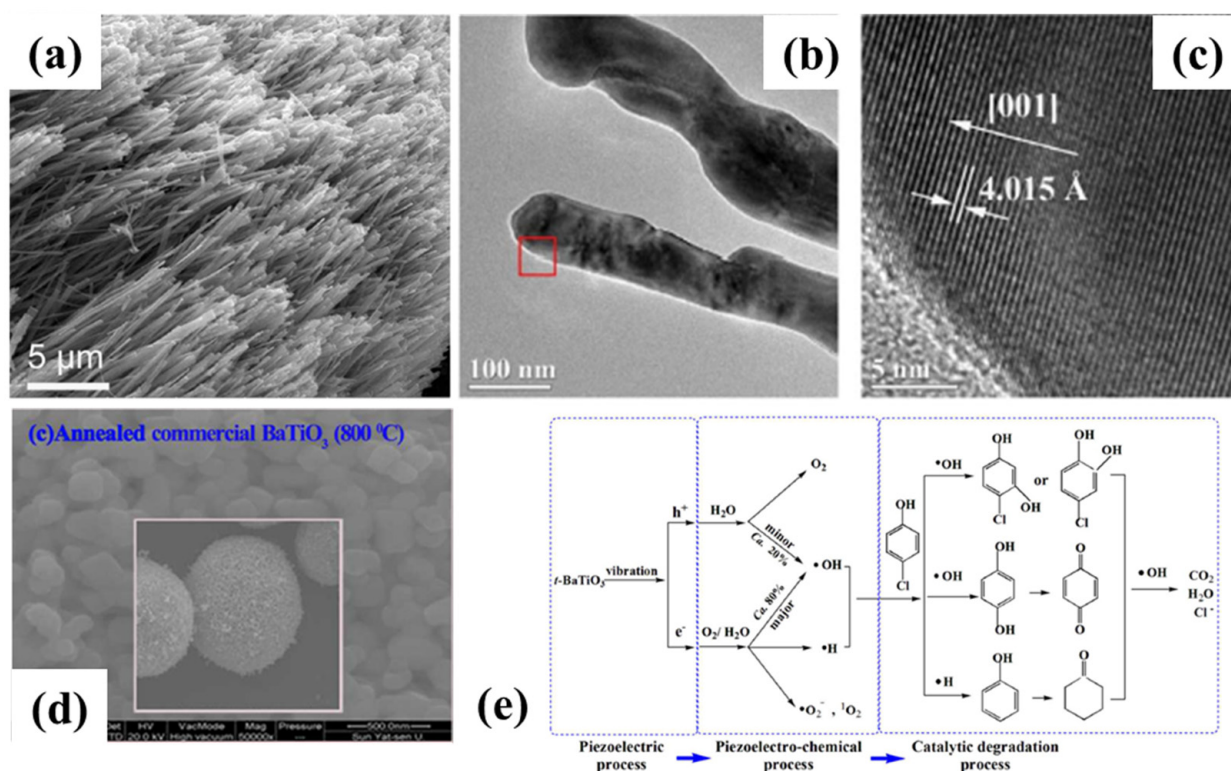 (a)
5 μm
(b)
100 nm
(c)
[001]
4.015 Å
5 nm
(c)Annealed commercial BaTiO3 (800 ⁰C)
(d)
Det HV VacMode Mag Pressure
TD 20.0 kV High vacuum 50000x --- Sun Yat-sen U
500.0nm
(e)
t-BaTiO3
vibration
h+
e-
H2O
O2/ H2O
O2
minor
Ca. 20%
Ca. 80%
major
•OH
•H
•O2- , 1O2
OH
Cl
•OH
•OH
•H
OH
OH
Cl
or
OH
OH
Cl
OH
OH
O
O
OH
O
•OH
CO2
H2O
Cl-
Piezoelectric
process
Piezoelectro-chemical
process
Catalytic degradation
process